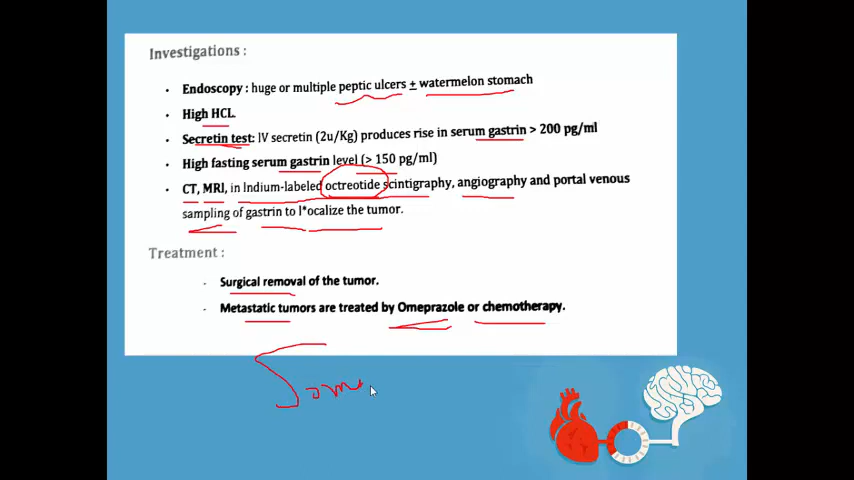 Investigations :
• Endoscopy: huge or multiple peptic ulcers ± watermelon stomach
• High HCL.
• Secretin test: IV secretin (2u/Kg) produces rise in serum gastrin > 200 pg/ml
• High fasting serum gastrin level (> 150 pg/ml)
• CT, MRI, in Indium-labeled octreotide scintigraphy, angiography and portal venous
sampling of gastrin to l*ocalize the tumor.
Treatment :
- Surgical removal of the tumor.
- Metastatic tumors are treated by Omeprazole or chemotherapy.
Som